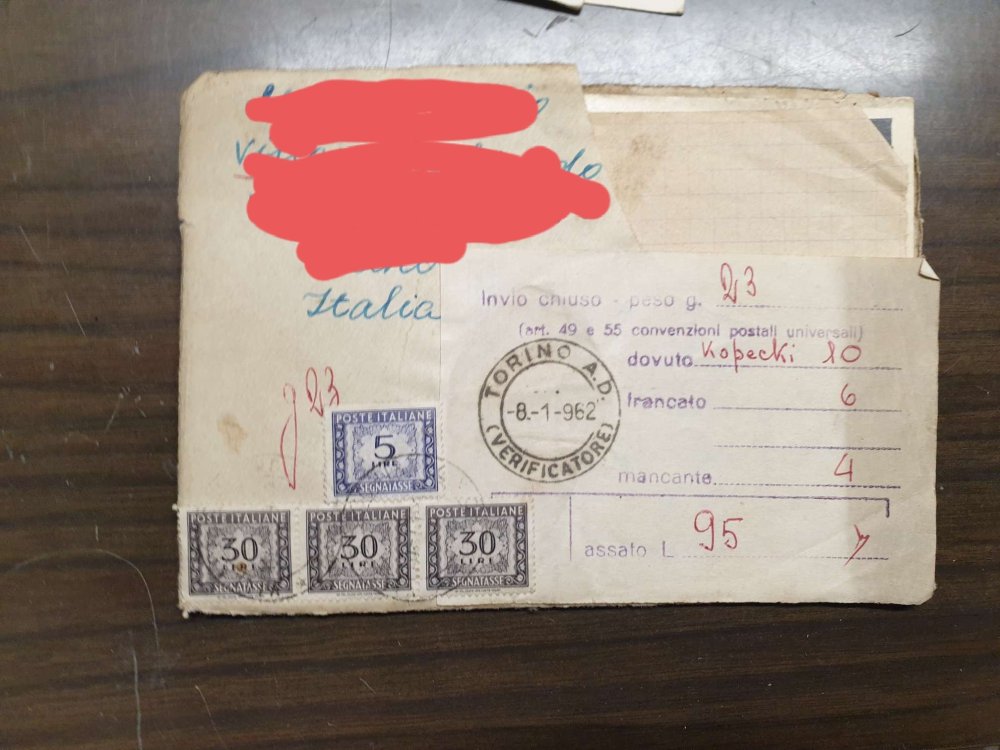 Italia
Invio chiuso - peso g. 23
(art. 49 e 55 convenzioni postali universali)
dovuto Kopecki 10
francato 6
mancante 4
assato L 95
TORINO A.D.
-8.-1-962
(VERIFICATORE)
g 23
POSTE ITALIANE
5
LIRE
SEGNATASSE
POSTE ITALIANE
30
LIRE
SEGNATASSE
POSTE ITALIANE
30
LIRE
SEGNATASSE
POSTE ITALIANE
30
LIRE
SEGNATASSE